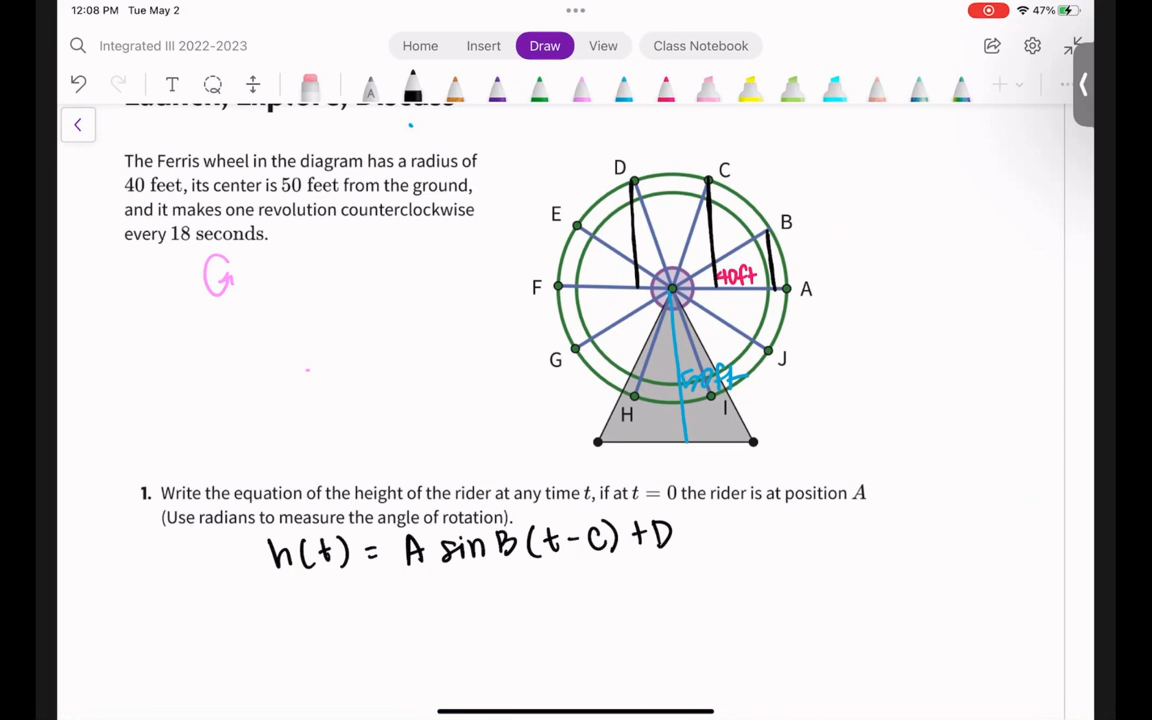 12:08 PM Tue May 2
47%
Integrated III 2022-2023
Home Insert Draw View Class Notebook
T
A
The Ferris wheel in the diagram has a radius of
40 feet, its center is 50 feet from the ground,
and it makes one revolution counterclockwise
every 18 seconds.
D
C
E
B
40ft
F
A
G
J
50ft
H
I
1. Write the equation of the height of the rider at any time t, if at t = 0 the rider is at position A
(Use radians to measure the angle of rotation).
h(t) = A sin B (t - C) + D